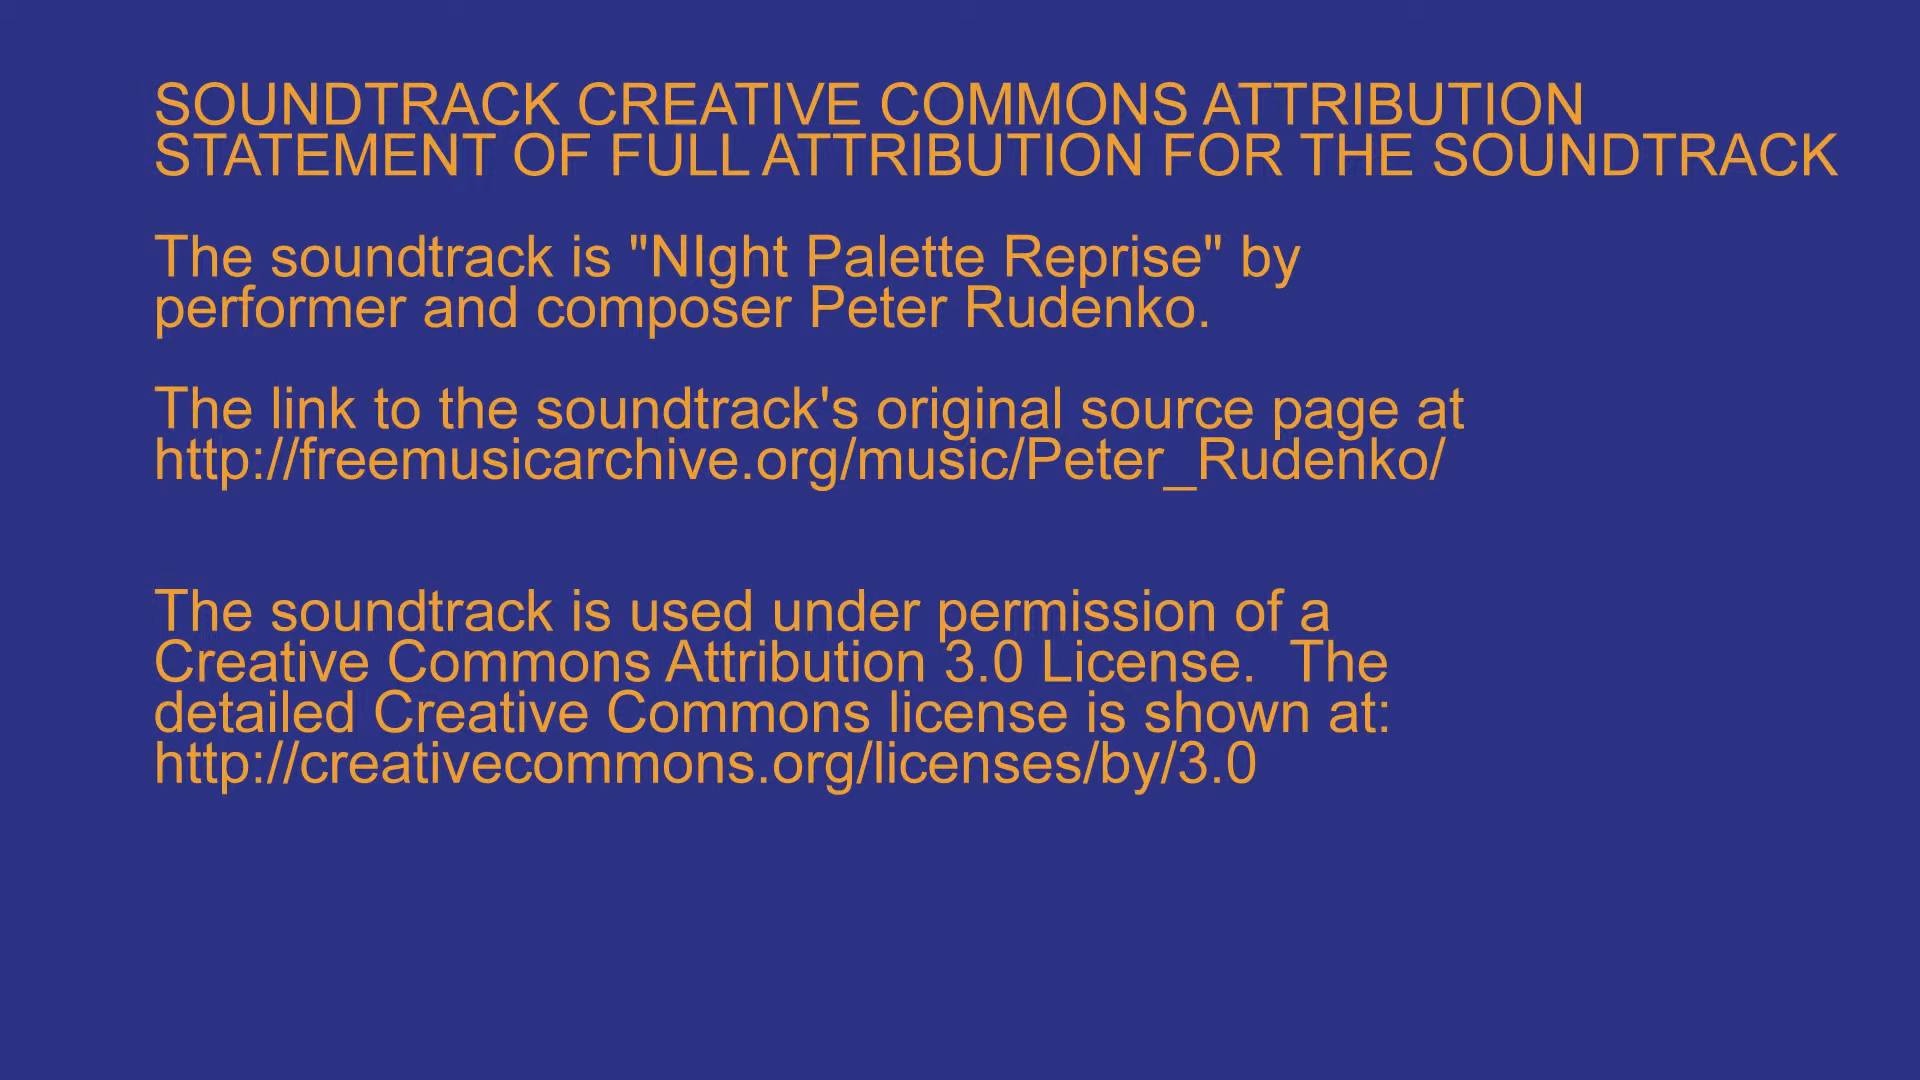 SOUNDTRACK CREATIVE COMMONS ATTRIBUTION
STATEMENT OF FULL ATTRIBUTION FOR THE SOUNDTRACK
The soundtrack is "NIght Palette Reprise" by
performer and composer Peter Rudenko.
The link to the soundtrack's original source page at
http://freemusicarchive.org/music/Peter_Rudenko/
The soundtrack is used under permission of a
Creative Commons Attribution 3.0 License.  The
detailed Creative Commons license is shown at:
http://creativecommons.org/licenses/by/3.0